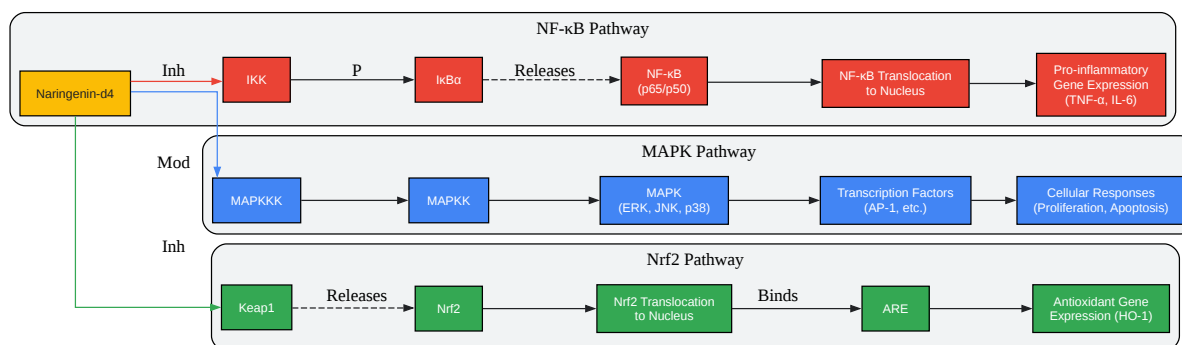 NF-κB Pathway
Naringenin-d4
Inh
IKK
P
IκBα
Releases
NF-κB
(p65/p50)
NF-κB Translocation
to Nucleus
Pro-inflammatory
Gene Expression
(TNF-α, IL-6)
Mod
MAPK Pathway
MAPKKK
MAPKK
MAPK
(ERK, JNK, p38)
Transcription Factors
(AP-1, etc.)
Cellular Responses
(Proliferation, Apoptosis)
Inh
Nrf2 Pathway
Keap1
Releases
Nrf2
Nrf2 Translocation
to Nucleus
Binds
ARE
Antioxidant Gene
Expression (HO-1)